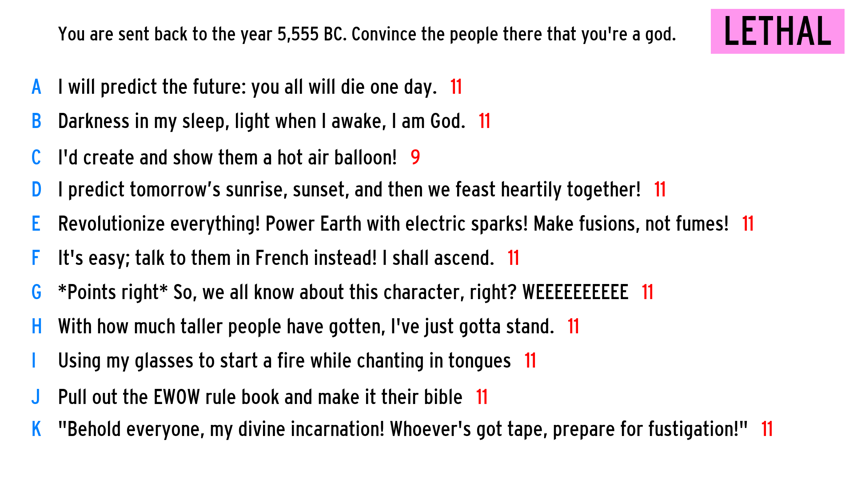 You are sent back to the year 5,555 BC. Convince the people there that you're a god. LETHAL
A I will predict the future: you all will die one day. 11
B Darkness in my sleep, light when I awake, I am God. 11
C I'd create and show them a hot air balloon! 9
D I predict tomorrow's sunrise, sunset, and then we feast heartily together! 11
E Revolutionize everything! Power Earth with electric sparks! Make fusions, not fumes! 11
F It's easy; talk to them in French instead! I shall ascend. 11
G *Points right* So, we all know about this character, right? WEEEEEEEEEE 11
H With how much taller people have gotten, I've just gotta stand. 11
I Using my glasses to start a fire while chanting in tongues 11
J Pull out the EWOW rule book and make it their bible 11
K "Behold everyone, my divine incarnation! Whoever's got tape, prepare for fustigation!" 11